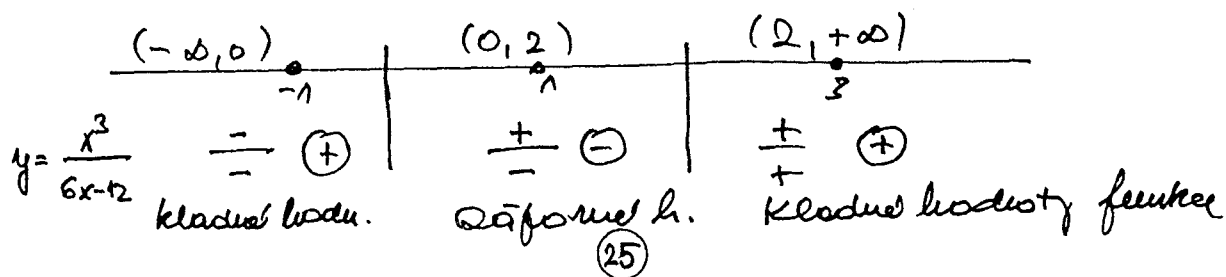 (-∞,0) (0,2) (2,+∞)
-1 1 3
y= x³/(6x-12) -/- (+) +/- (-) +/+ (+)
kladné hodn. záporné h. kladné hodnoty funkce
25